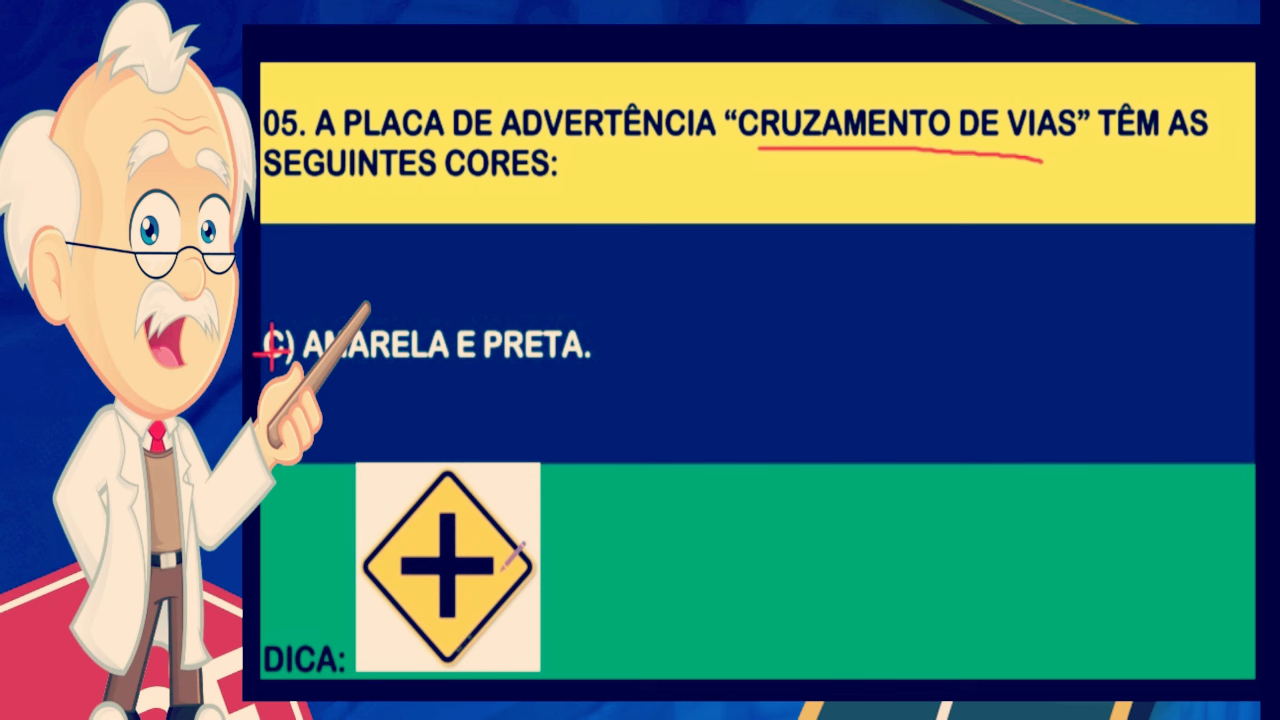 05. A PLACA DE ADVERTÊNCIA “CRUZAMENTO DE VIAS” TÊM AS
SEGUINTES CORES:
C) AMARELA E PRETA.
DICA: